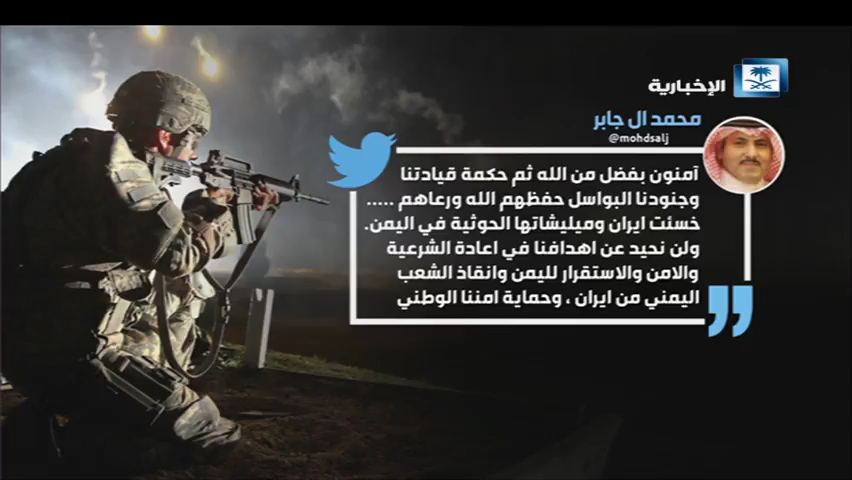 الإخبارية
محمد ال جابر
@mohdsalj
آمنون بفضل من الله ثم حكمة قيادتنا
وجنودنا البواسل حفظهم الله ورعاهم .....
خسئت ايران وميليشاتها الحوثية في اليمن.
ولن نحيد عن اهدافنا في اعادة الشرعية
والامن والاستقرار لليمن وانقاذ الشعب
اليمني من ايران ، وحماية امننا الوطني